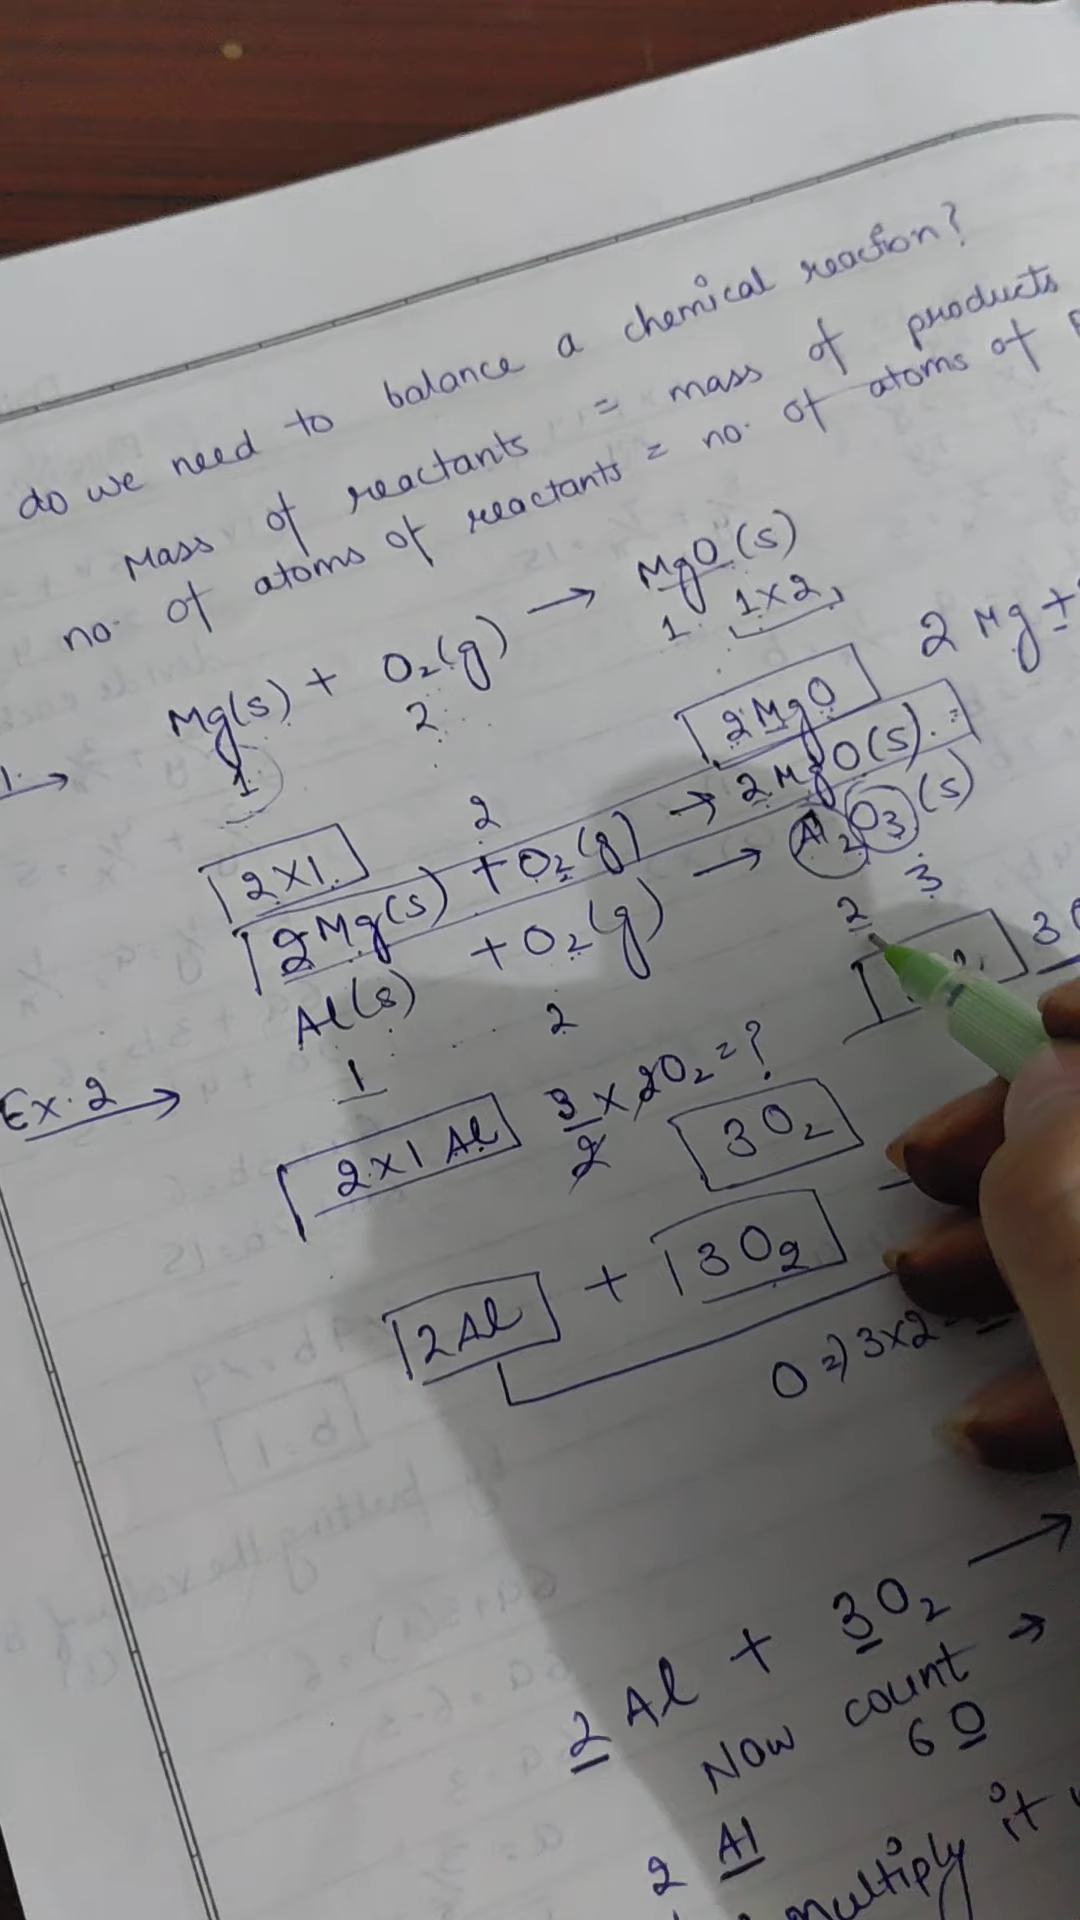 do we need to balance a chemical reaction?
Mass of reactants = mass of products
no. of atoms of reactants = no. of atoms of
1. → Mg(s) + O₂(g) → MgO(s)
1 2 1 1×2
2×1 2MgO 2 Mg +
2
2Mg(s) + O₂(g) → 2MgO(s).
Ex.2 → Al(s) + O₂(g) → Al₂O₃(s)
1 2 2 3
2×1 Al 3/2 × 2O₂ = ? 3O₂
2Al + 3O₂
O ⇒ 3×2
2Al + 3O₂ →
Now count →
2 Al 6 O
multiply it